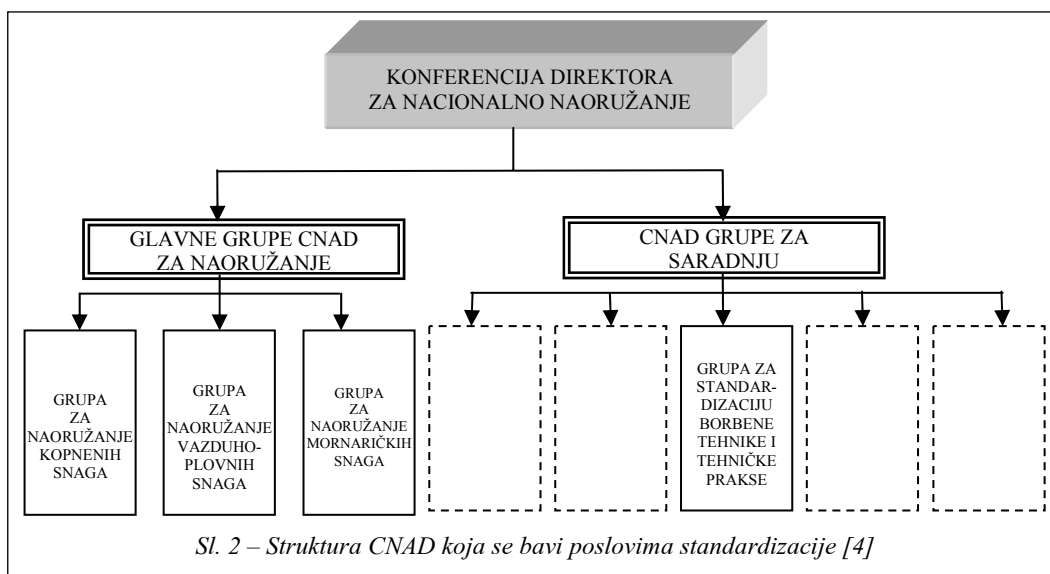 KONFERENCIJA DIREKTORA
ZA NACIONALNO NAORUŽANJE
GLAVNE GRUPE CNAD
ZA NAORUŽANJE
CNAD GRUPE ZA
SARADNJU
GRUPA
ZA
NAORUŽANJE
KOPNENIH
SNAGA
GRUPA
ZA
NAORUŽANJE
VAZDUHO-
PLOVNIH
SNAGA
GRUPA
ZA
NAORUŽANJE
MORNARIČKIH
SNAGA
GRUPA ZA
STANDAR-
DIZACIJU
BORBENE
TEHNIKE I
TEHNIČKE
PRAKSE
Sl. 2 – Struktura CNAD koja se bavi poslovima standardizacije [4]